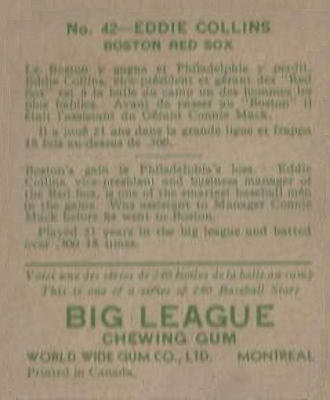 No. 42—EDDIE COLLINS
BOSTON RED SOX
Le Boston y gagna et Philadelphie y perdit.
Eddie Collins, vice-président et gérant des "Red
Sox" est à la balle au camp un des hommes les
plus habiles. Avant de passer au "Boston" il
était l'assistant du Gérant Connie Mack.
Il a joué 21 ans dans la grande ligue et frappa
18 fois au-dessus de .300.
Boston's gain is Philadelphia's loss. Eddie
Collins, vice-president and business manager of
the Red Sox, is one of the smartest baseball men
in the game. Was assistant to Manager Connie
Mack before he went to Boston.
Played 21 years in the big league and batted
over .300 18 times.
Voici une des séries de 240 étoiles de la balle au camp
This is one of a series of 240 Baseball Stars
BIG LEAGUE
CHEWING GUM
WORLD WIDE GUM CO., LTD. MONTREAL
Printed in Canada.